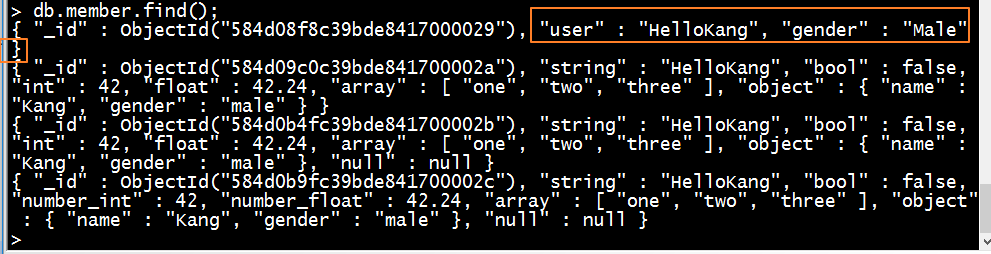 > db.member.find();
{ "_id" : ObjectId("584d08f8c39bde8417000029"), "user" : "HelloKang", "gender" : "Male"
}
{ "_id" : ObjectId("584d09c0c39bde841700002a"), "string" : "HelloKang", "bool" : false,
"int" : 42, "float" : 42.24, "array" : [ "one", "two", "three" ], "object" : { "name" :
"Kang", "gender" : "male" } }
{ "_id" : ObjectId("584d0b4fc39bde841700002b"), "string" : "HelloKang", "bool" : false,
"int" : 42, "float" : 42.24, "array" : [ "one", "two", "three" ], "object" : { "name" :
"Kang", "gender" : "male" }, "null" : null }
{ "_id" : ObjectId("584d0b9fc39bde841700002c"), "string" : "HelloKang", "bool" : false,
"number_int" : 42, "number_float" : 42.24, "array" : [ "one", "two", "three" ], "object"
: { "name" : "Kang", "gender" : "male" }, "null" : null }
>